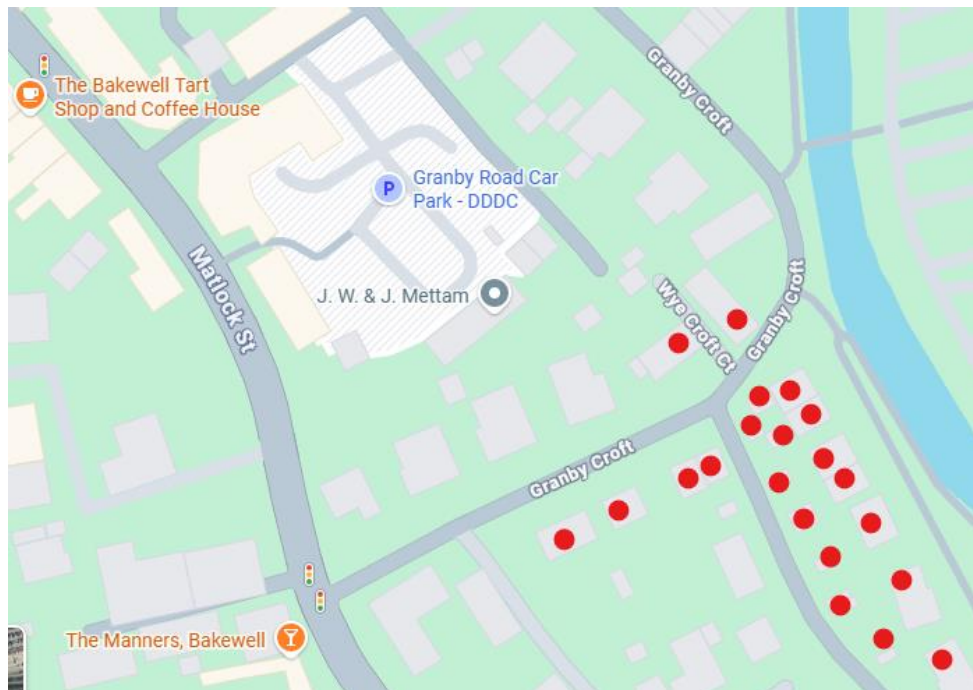 The Bakewell Tart
Shop and Coffee House
Granby Croft
P
Granby Road Car
Park - DDDC
Matlock St
J. W. & J. Mettam
Wye Croft Ct
Granby Croft
Granby Croft
The Manners, Bakewell